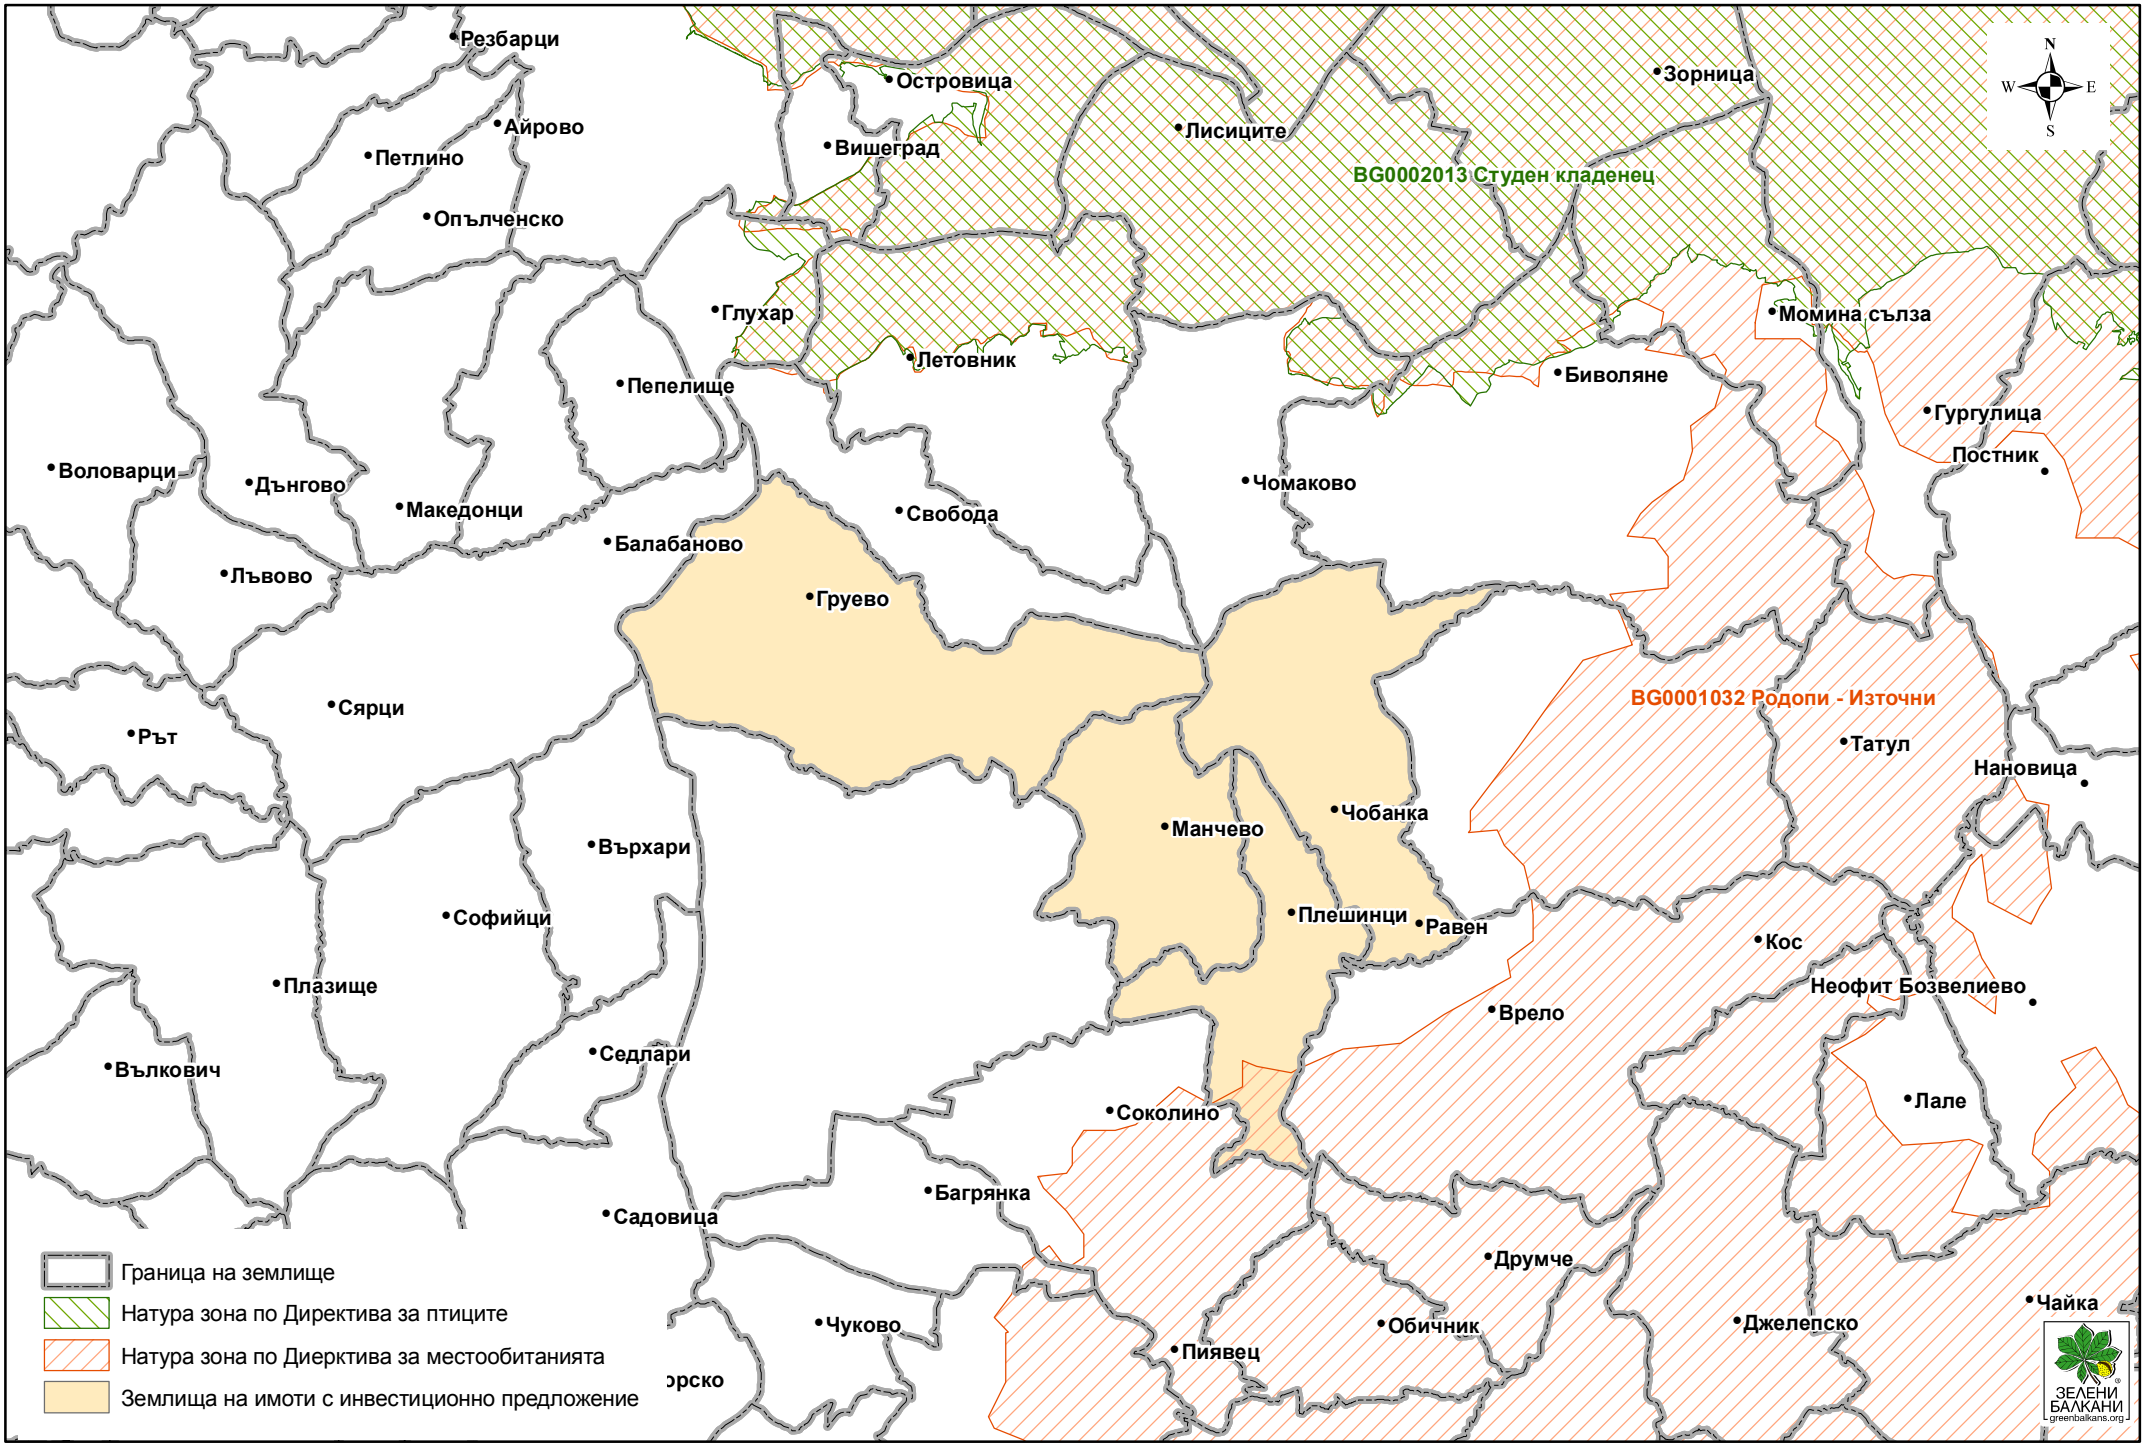 Резбарци
N
W
E
S
Островица
Зорница
Айрово
Лисиците
Вишеград
Петлино
BG0002013 Студен кладенец
Опълченско
Глухар
Момина сълза
Летовник
Биволяне
Пепелище
Гургулица
Постник
Воловарци
Дънгово
Чомаково
Македонци
Свобода
Балабаново
Лъвово
Груево
BG0001032 Родопи - Източни
Сярци
Рът
Татул
Нановица
Чобанка
Манчево
Върхари
Софийци
Плешинци
Равен
Кос
Плазище
Неофит Бозвелиево
Врело
Седлари
Вълкович
Соколино
Лале
Багрянка
Садовица
Друмче
Чайка
Чуково
Обичник
Джелепско
Пиявец
орско
Граница на землище
Натура зона по Директива за птиците
Натура зона по Диерктива за местообитанията
Землища на имоти с инвестиционно предложение
ЗЕЛЕНИ
БАЛКАНИ
greenbalkans.org